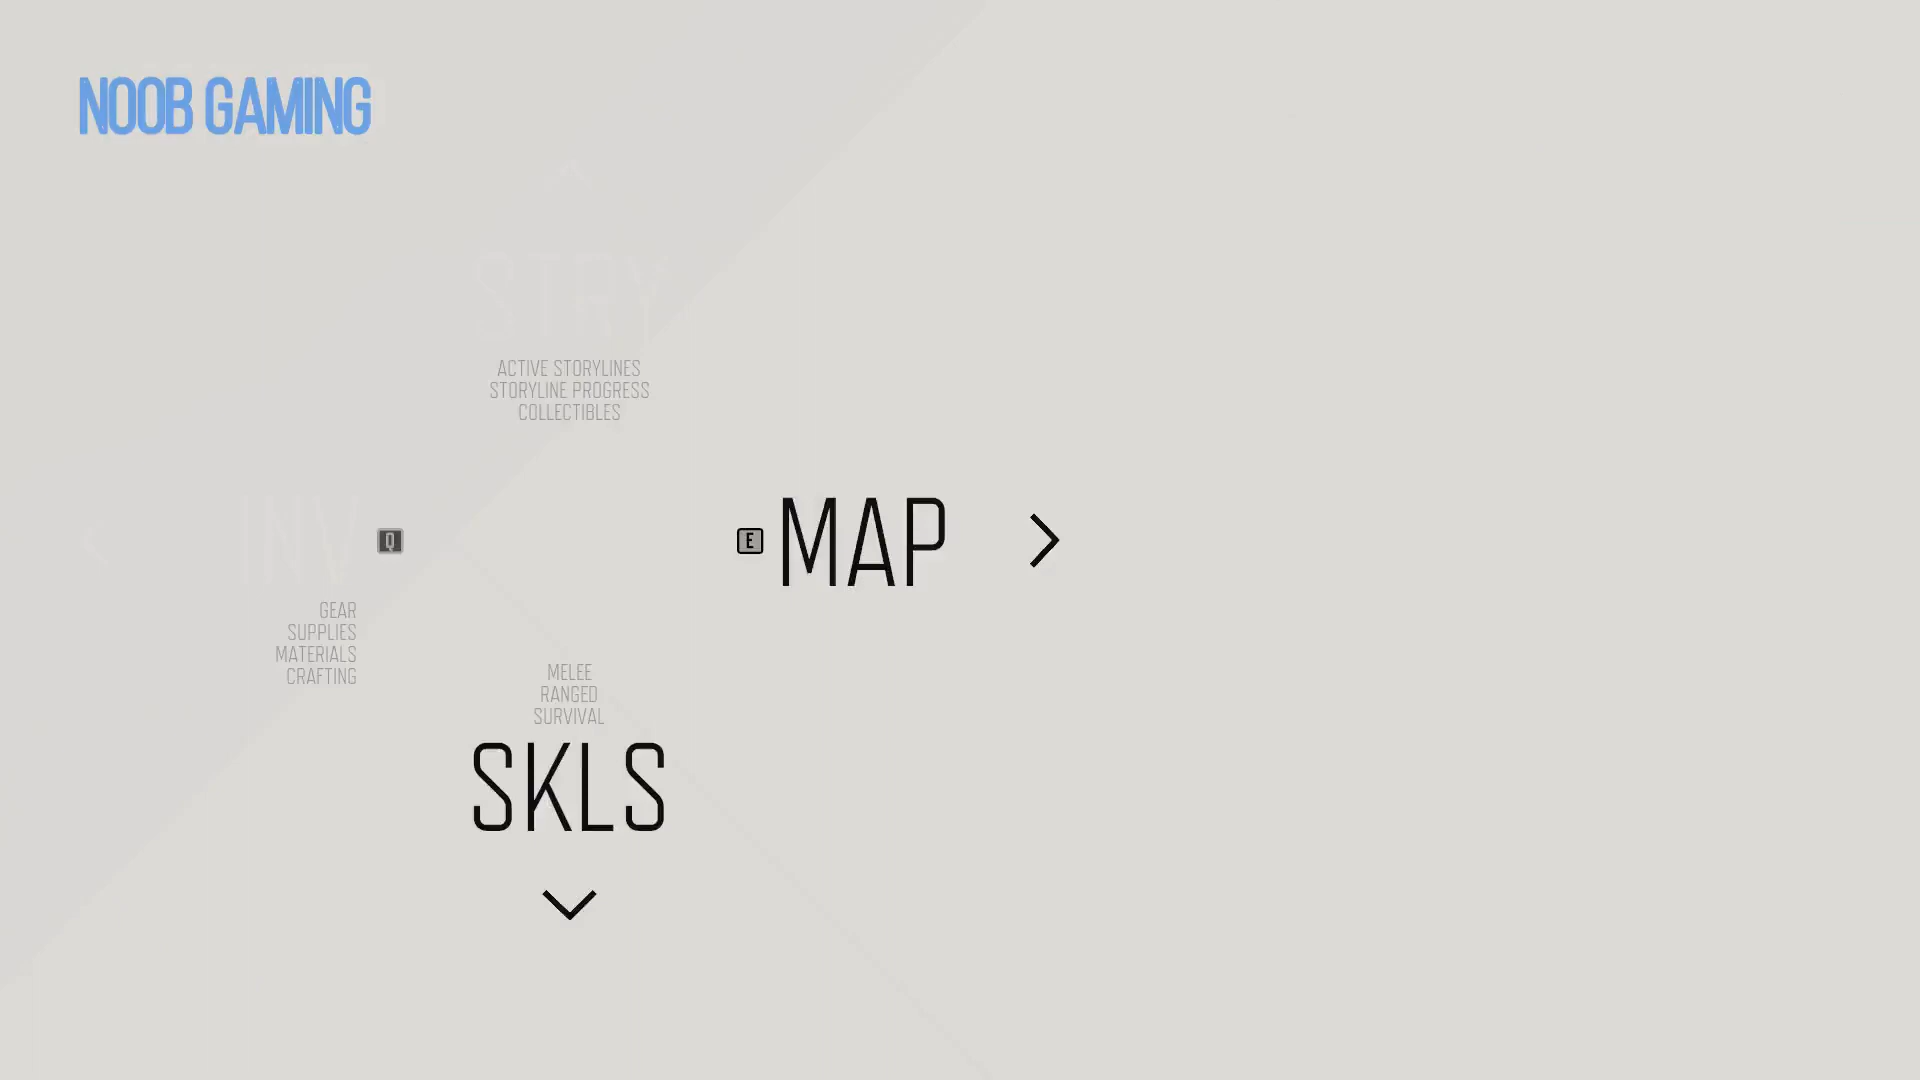 NOOB GAMING
STRY
ACTIVE STORYLINES
STORYLINE PROGRESS
COLLECTIBLES
INV
Q
GEAR
SUPPLIES
MATERIALS
CRAFTING
E
MAP
MELEE
RANGED
SURVIVAL
SKLS